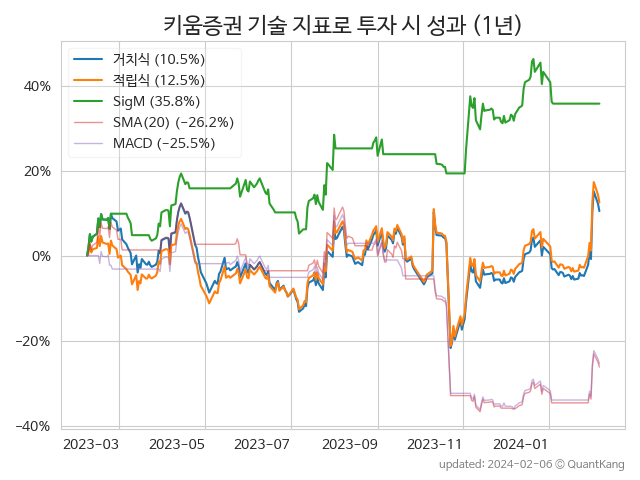 키움증권 기술 지표로 투자 시 성과 (1년)
거치식 (10.5%)
적립식 (12.5%)
SigM (35.8%)
SMA(20) (−26.2%)
MACD (−25.5%)
40%
20%
0%
−20%
−40%
2023-03 2023-05 2023-07 2023-09 2023-11 2024-01
updated: 2024-02-06 © QuantKang